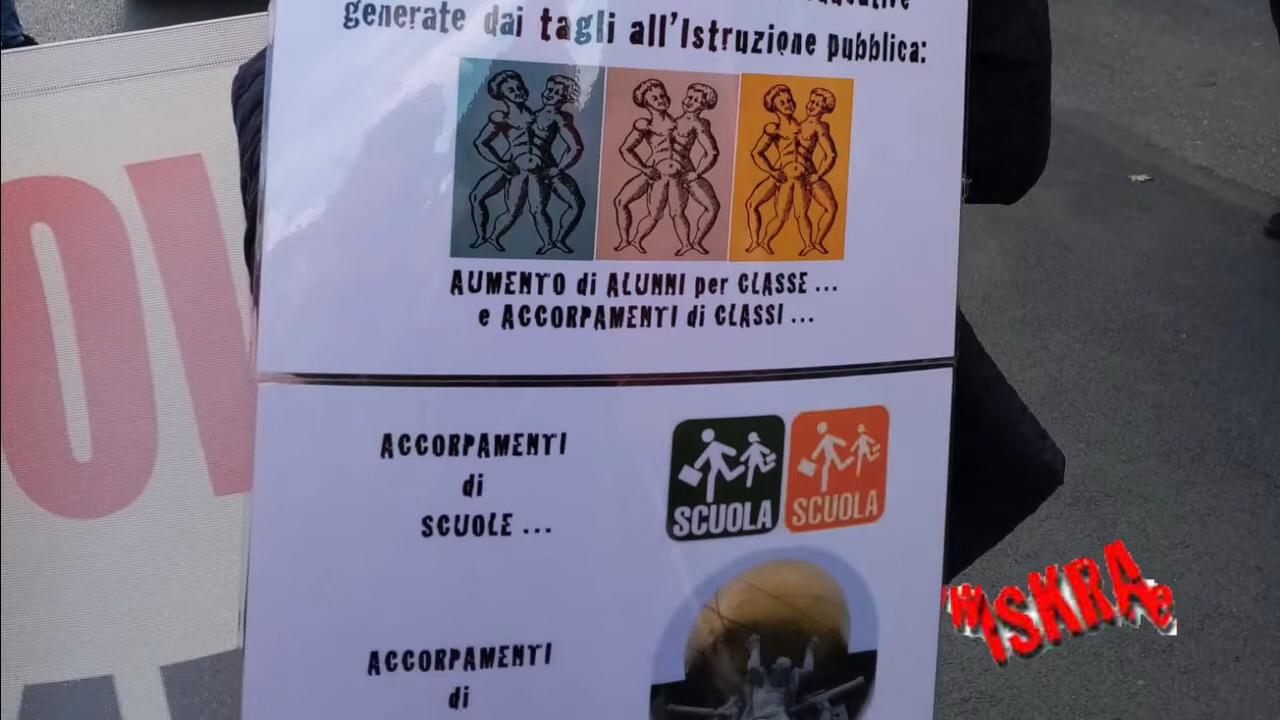 generate dai tagli all'Istruzione pubblica:
AUMENTO di ALUNNI per CLASSE ...
e ACCORPAMENTI di CLASSI ...
ACCORPAMENTI
di
SCUOLE ...
SCUOLA
SCUOLA
ACCORPAMENTI
di
ISKRA